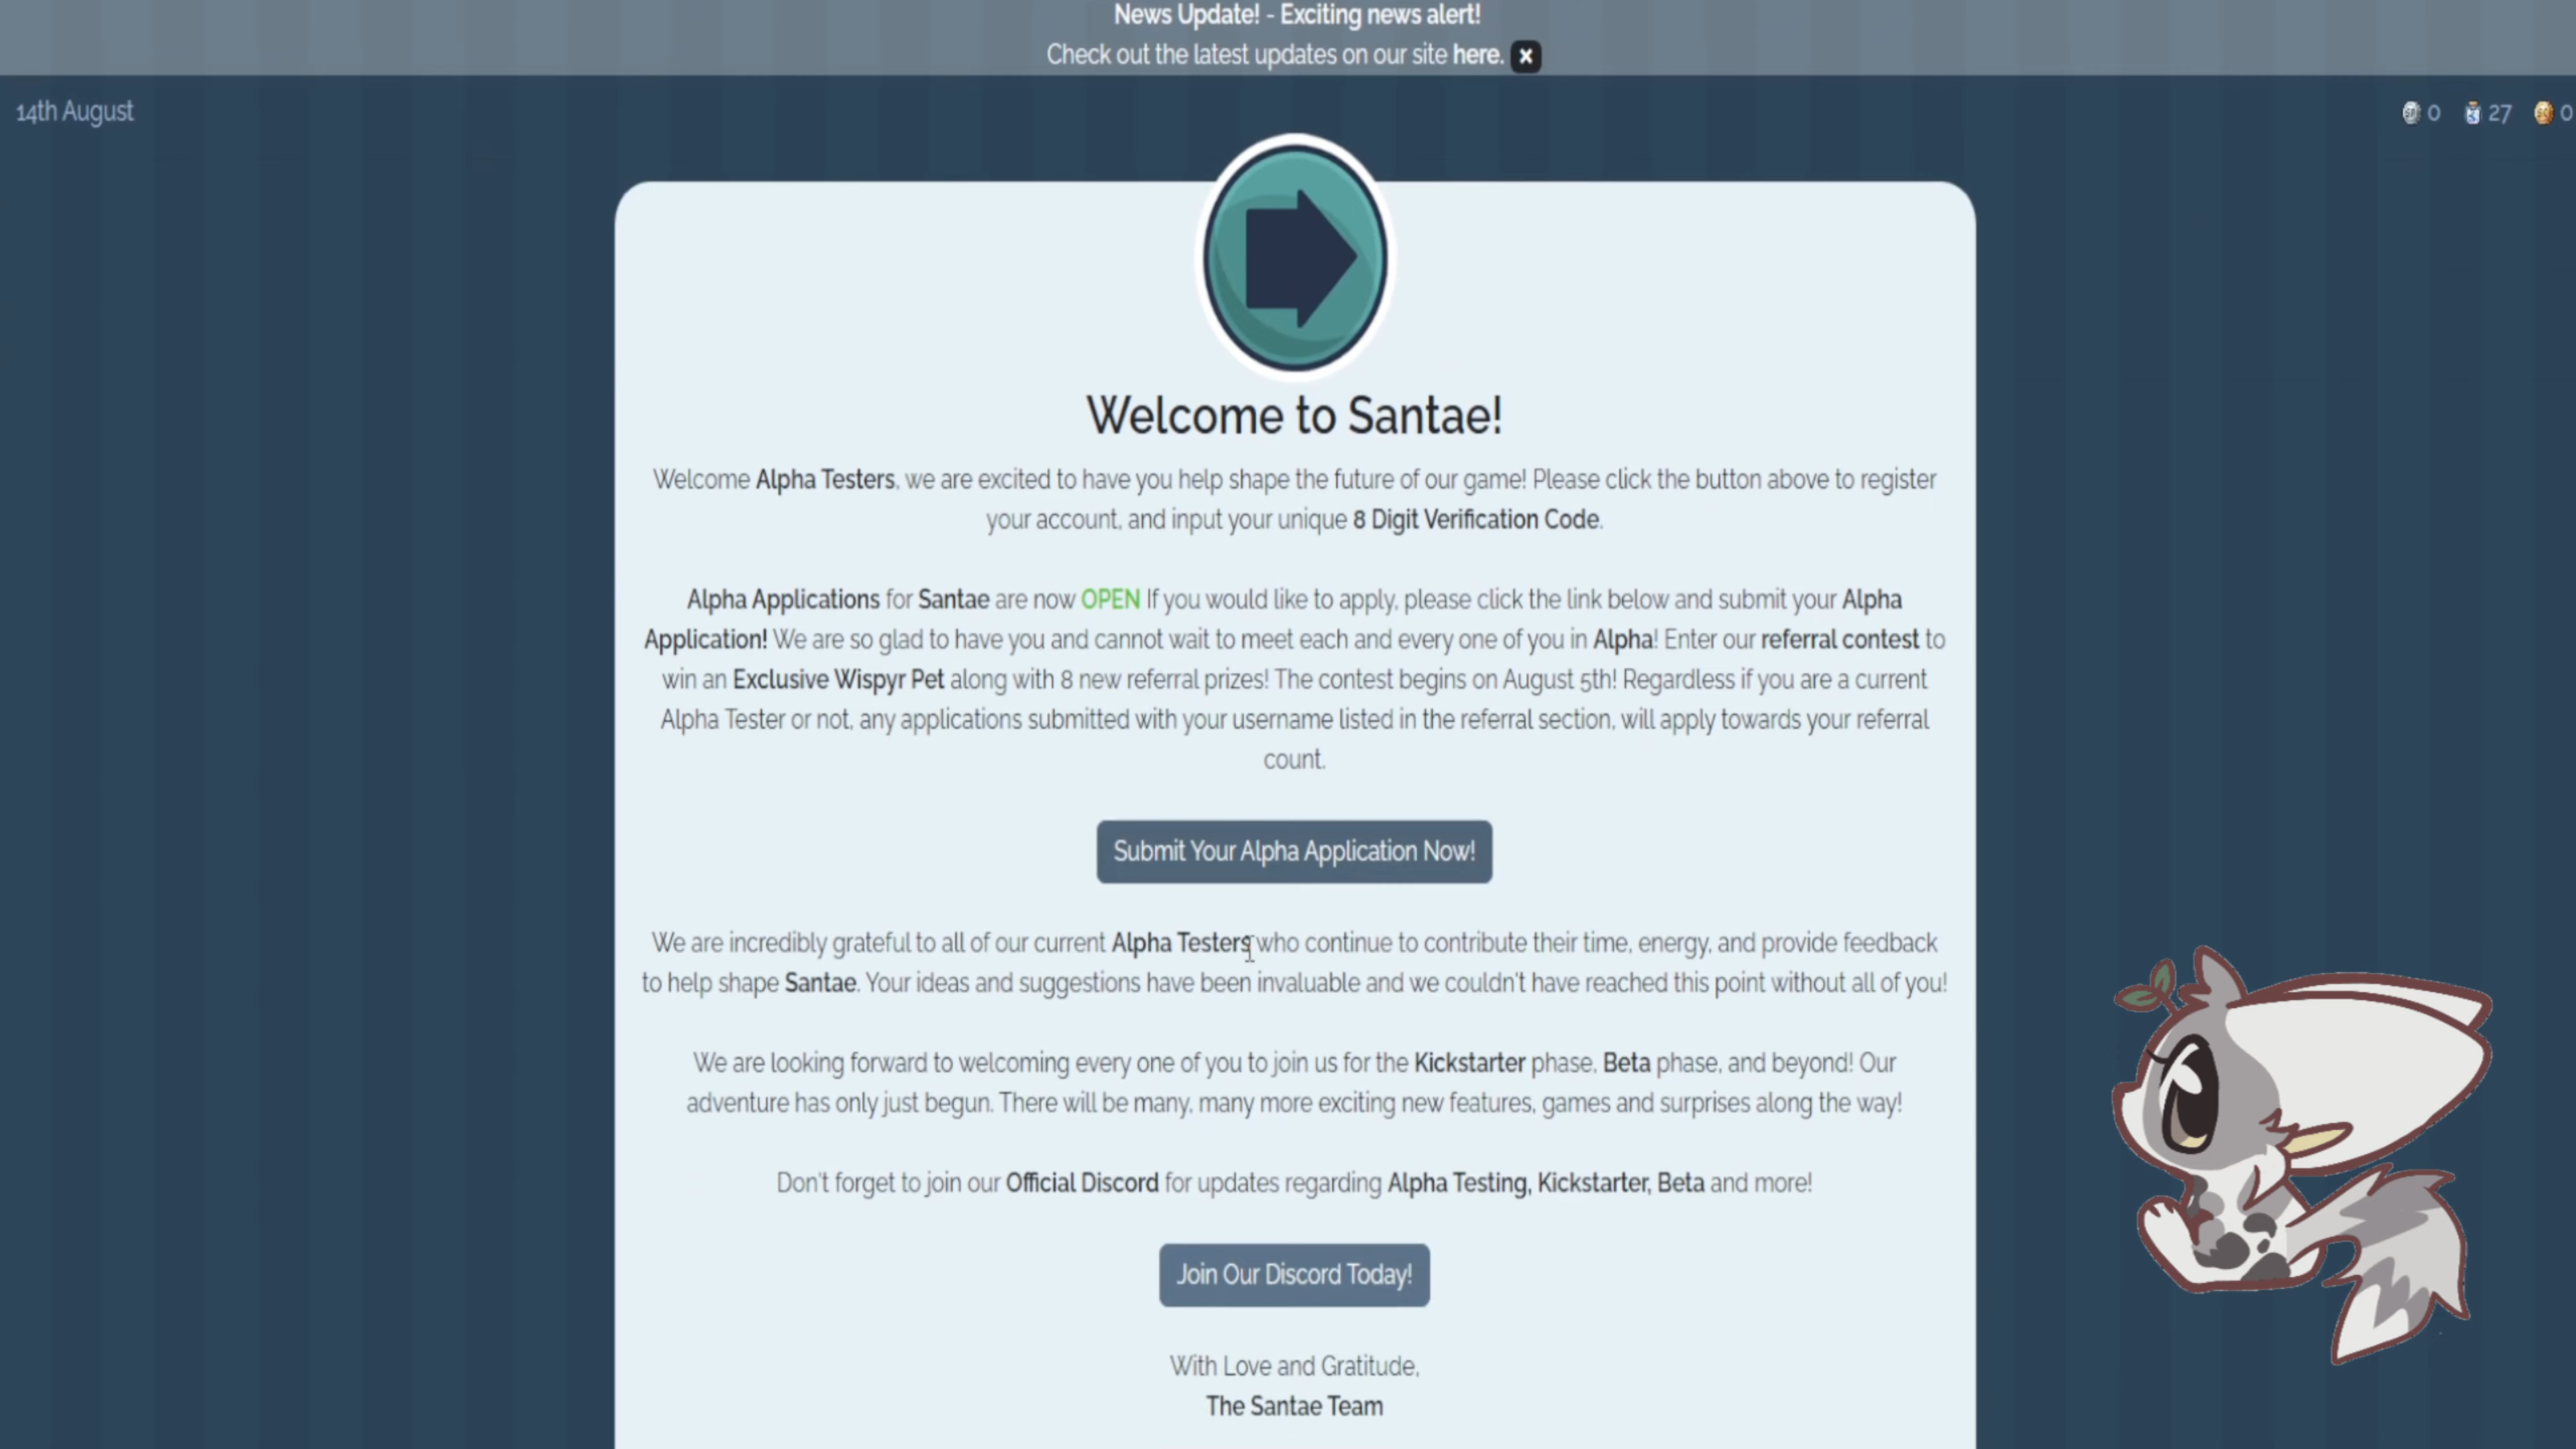 News Update! - Exciting news alert!
Check out the latest updates on our site here.
14th August
0 27 0
Welcome to Santae!
Welcome Alpha Testers, we are excited to have you help shape the future of our game! Please click the button above to register
your account, and input your unique 8 Digit Verification Code.
Alpha Applications for Santae are now OPEN If you would like to apply, please click the link below and submit your Alpha
Application! We are so glad to have you and cannot wait to meet each and every one of you in Alpha! Enter our referral contest to
win an Exclusive Wispyr Pet along with 8 new referral prizes! The contest begins on August 5th! Regardless if you are a current
Alpha Tester or not, any applications submitted with your username listed in the referral section, will apply towards your referral
count.
Submit Your Alpha Application Now!
We are incredibly grateful to all of our current Alpha Testers who continue to contribute their time, energy, and provide feedback
to help shape Santae. Your ideas and suggestions have been invaluable and we couldn't have reached this point without all of you!
We are looking forward to welcoming every one of you to join us for the Kickstarter phase, Beta phase, and beyond! Our
adventure has only just begun. There will be many, many more exciting new features, games and surprises along the way!
Don't forget to join our Official Discord for updates regarding Alpha Testing, Kickstarter, Beta and more!
Join Our Discord Today!
With Love and Gratitude,
The Santae Team